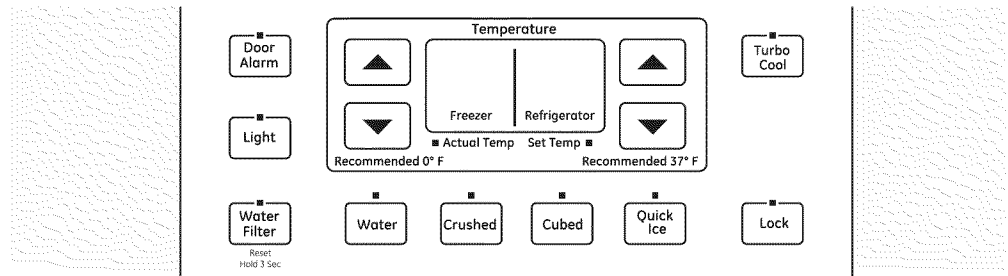 Temperature
Door
Alarm
Turbo
Cool
Freezer
Refrigerator
Light
Actual Temp
Set Temp
Recommended 0° F
Recommended 37° F
Water
Filter
Reset
Hold 3 Sec
Water
Crushed
Cubed
Quick
Ice
Lock